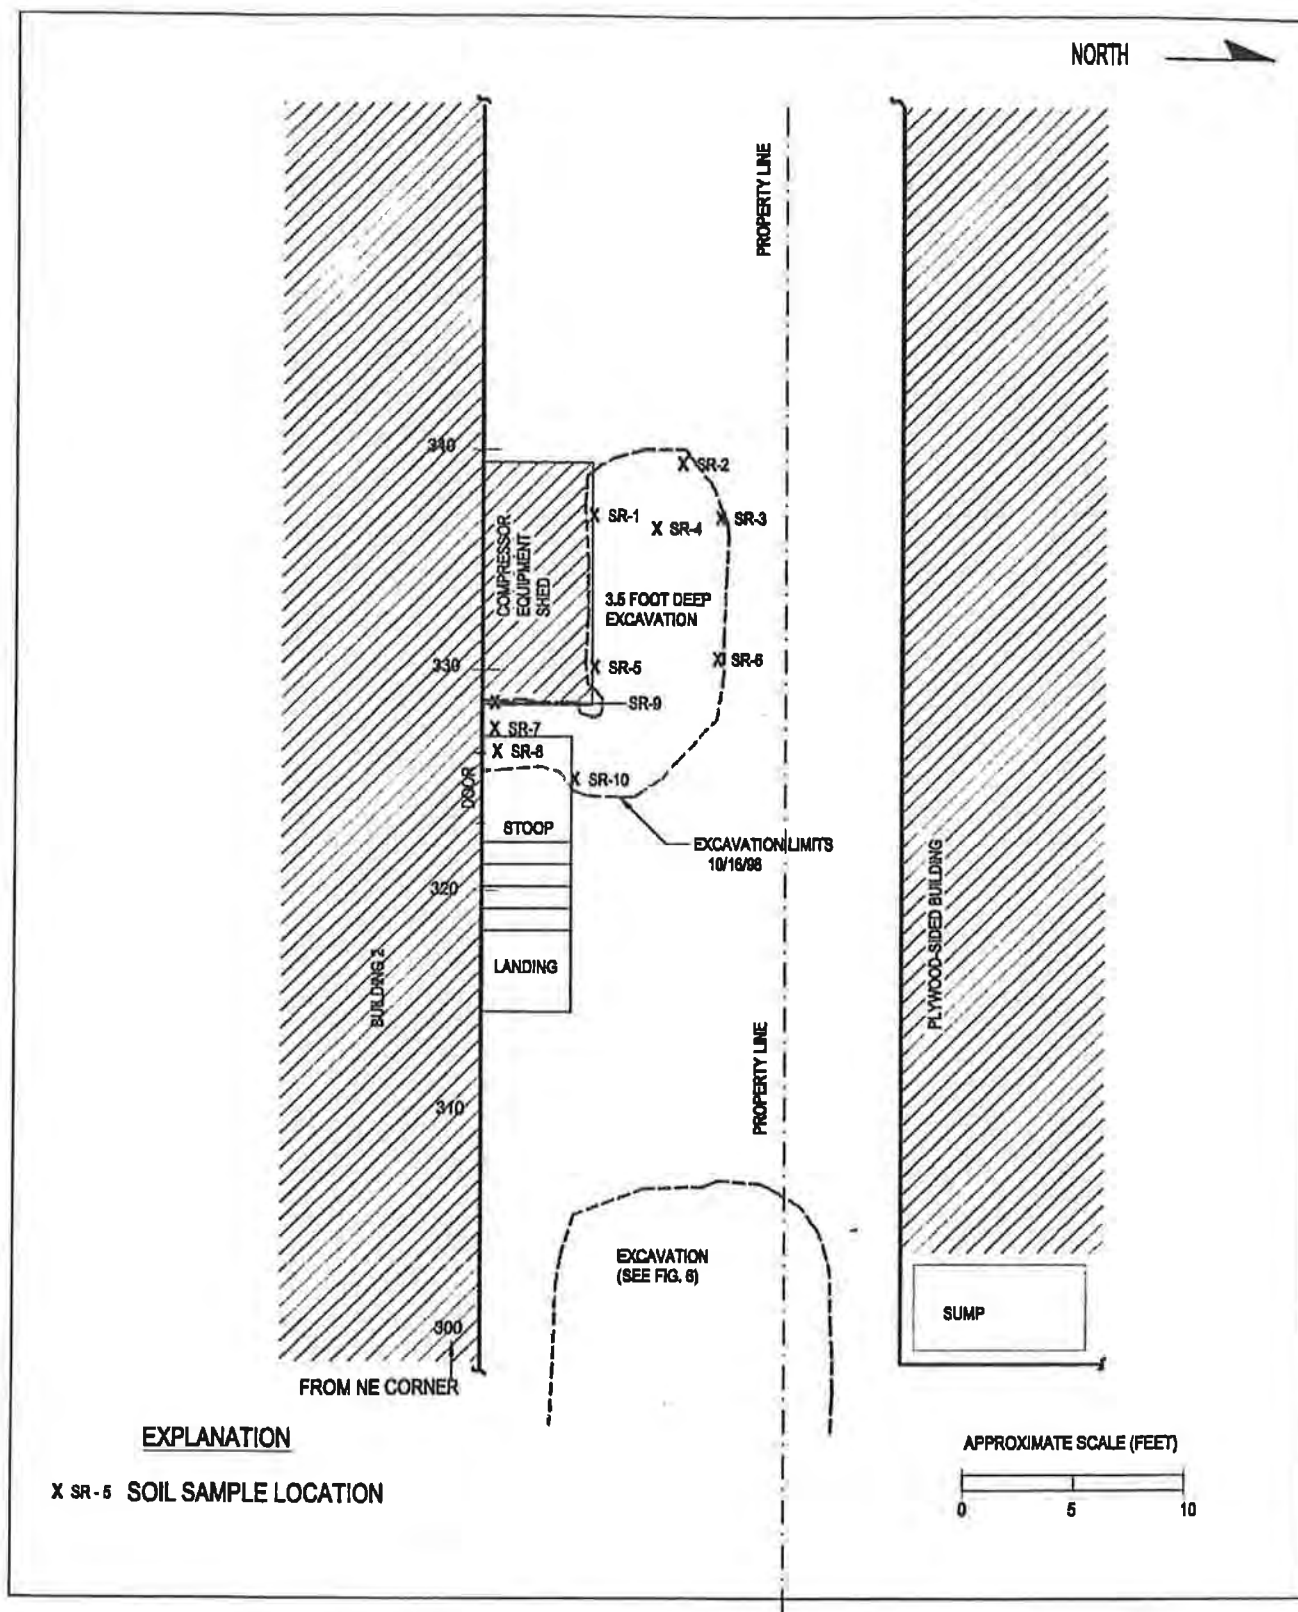 NORTH
PROPERTY LINE
340
SR-2
SR-1
SR-4
SR-3
COMPRESSOR
EQUIPMENT
SHED
3.5 FOOT DEEP
EXCAVATION
330
SR-5
SR-6
SR-9
SR-7
SR-8
DOOR
SR-10
STOOP
EXCAVATION LIMITS
10/16/98
320
BUILDING 2
LANDING
PLYWOOD-SIDED BUILDING
PROPERTY LINE
310
EXCAVATION
(SEE FIG. 6)
SUMP
300
FROM NE CORNER
EXPLANATION
X SR-5 SOIL SAMPLE LOCATION
APPROXIMATE SCALE (FEET)
0 5 10